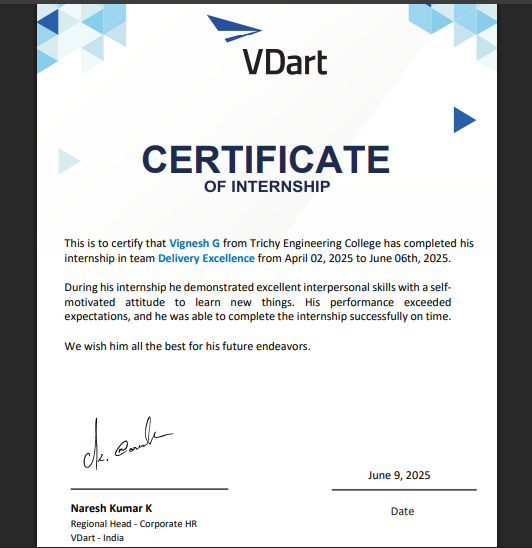 VDart
CERTIFICATE
OF INTERNSHIP
This is to certify that Vignesh G from Trichy Engineering College has completed his
internship in team Delivery Excellence from April 02, 2025 to June 06th, 2025.
During his internship he demonstrated excellent interpersonal skills with a self-
motivated attitude to learn new things. His performance exceeded
expectations, and he was able to complete the internship successfully on time.
We wish him all the best for his future endeavors.
June 9, 2025
Naresh Kumar K
Date
Regional Head - Corporate HR
VDart - India